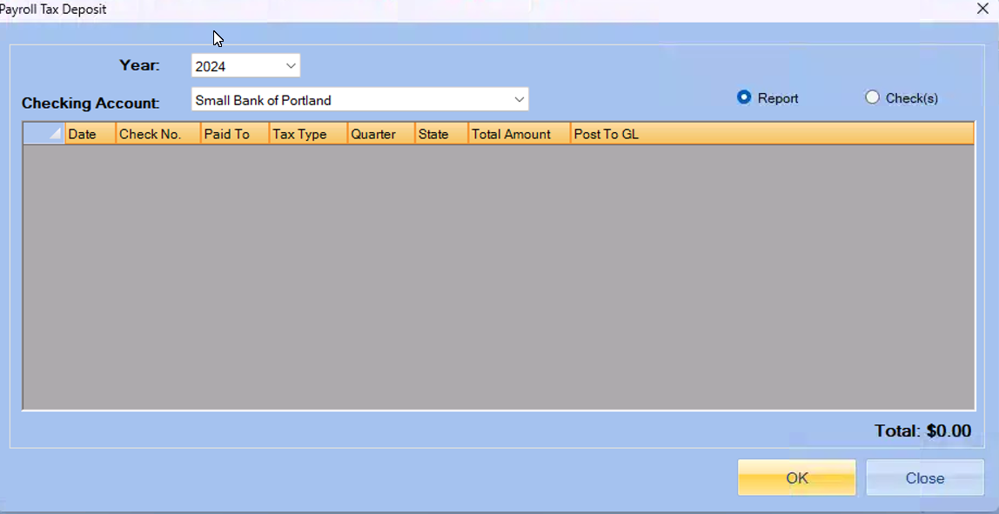 Payroll Tax Deposit
Year: 2024
Checking Account: Small Bank of Portland Report Check(s)
Date Check No. Paid To Tax Type Quarter State Total Amount Post To GL
Total: $0.00
OK Close